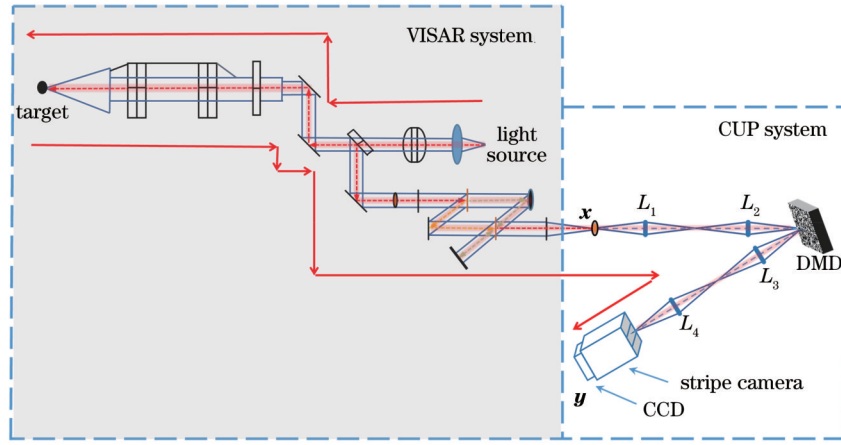 VISAR system
target
light
source
CUP system
x
L1
L2
DMD
L3
L4
stripe camera
y
CCD